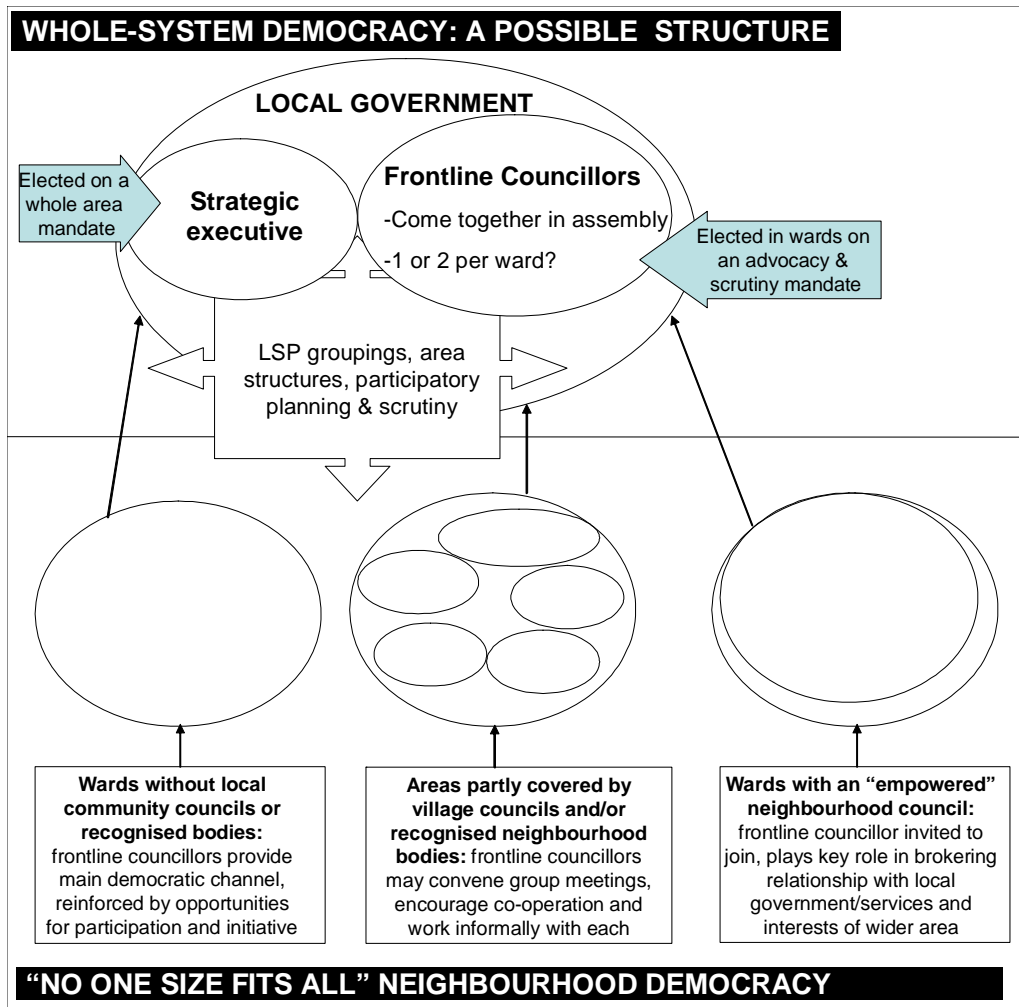 WHOLE-SYSTEM DEMOCRACY: A POSSIBLE STRUCTURE
LOCAL GOVERNMENT
Elected on a
whole area
mandate
Strategic
executive
Frontline Councillors
-Come together in assembly
-1 or 2 per ward?
Elected in wards on
an advocacy &
scrutiny mandate
LSP groupings, area
structures, participatory
planning & scrutiny
Wards without local
community councils or
recognised bodies:
frontline councillors provide
main democratic channel,
reinforced by opportunities
for participation and initiative
Areas partly covered by
village councils and/or
recognised neighbourhood
bodies: frontline councillors
may convene group meetings,
encourage co-operation and
work informally with each
Wards with an “empowered”
neighbourhood council:
frontline councillor invited to
join, plays key role in brokering
relationship with local
government/services and
interests of wider area
“NO ONE SIZE FITS ALL” NEIGHBOURHOOD DEMOCRACY